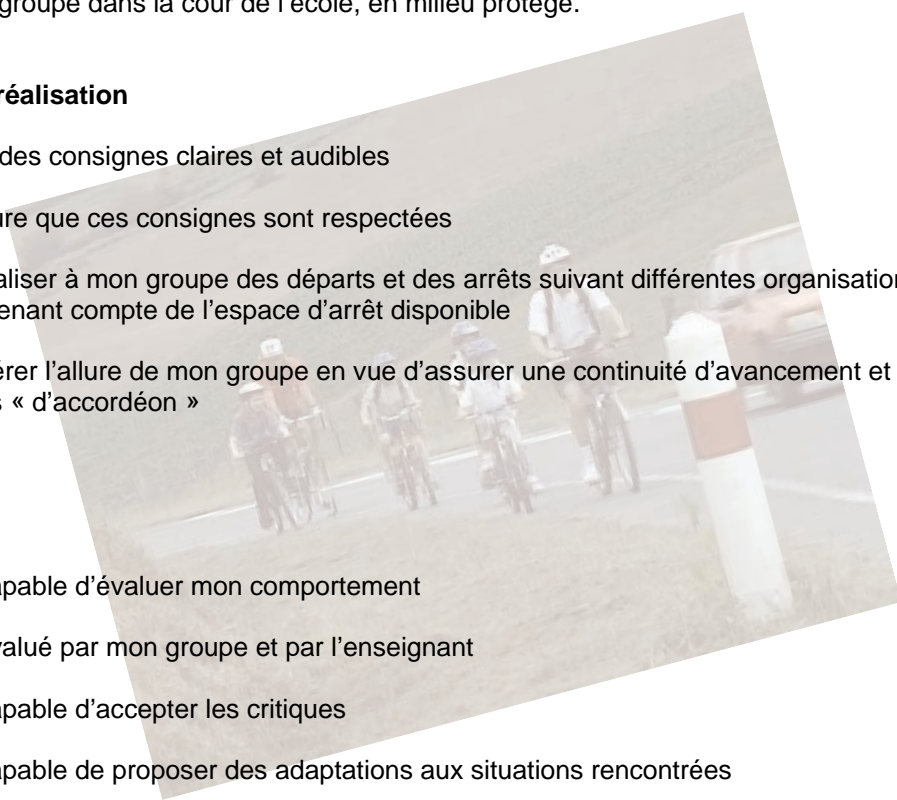 groupe dans la cour de l'école, en milieu protégé.
réalisation
des consignes claires et audibles
ure que ces consignes sont respectées
aliser à mon groupe des départs et des arrêts suivant différentes organisation
enant compte de l'espace d'arrêt disponible
érer l'allure de mon groupe en vue d'assurer une continuité d'avancement et
s « d'accordéon »
apable d'évaluer mon comportement
valué par mon groupe et par l'enseignant
apable d'accepter les critiques
apable de proposer des adaptations aux situations rencontrées